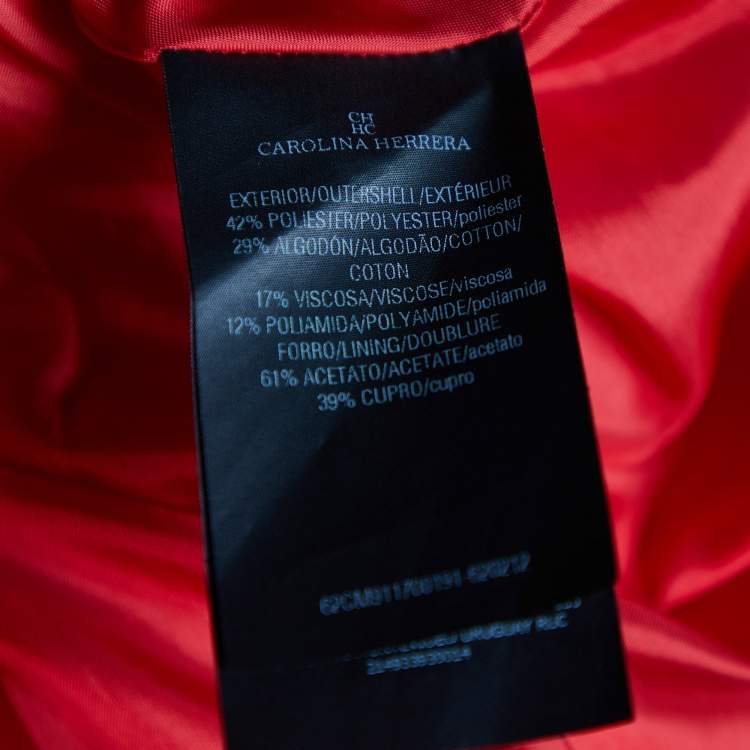 CH
HC
CAROLINA HERRERA
EXTERIOR/OUTERSHELL/EXTÉRIEUR
42% POLIESTER/POLYESTER/poliester
29% ALGODÓN/ALGODÃO/COTTON/
COTON
17% VISCOSA/VISCOSE/viscosa
12% POLIAMIDA/POLYAMIDE/poliamida
FORRO/LINING/DOUBLURE
61% ACETATO/ACETATE/acetato
39% CUPRO/cupro
URUGUAY